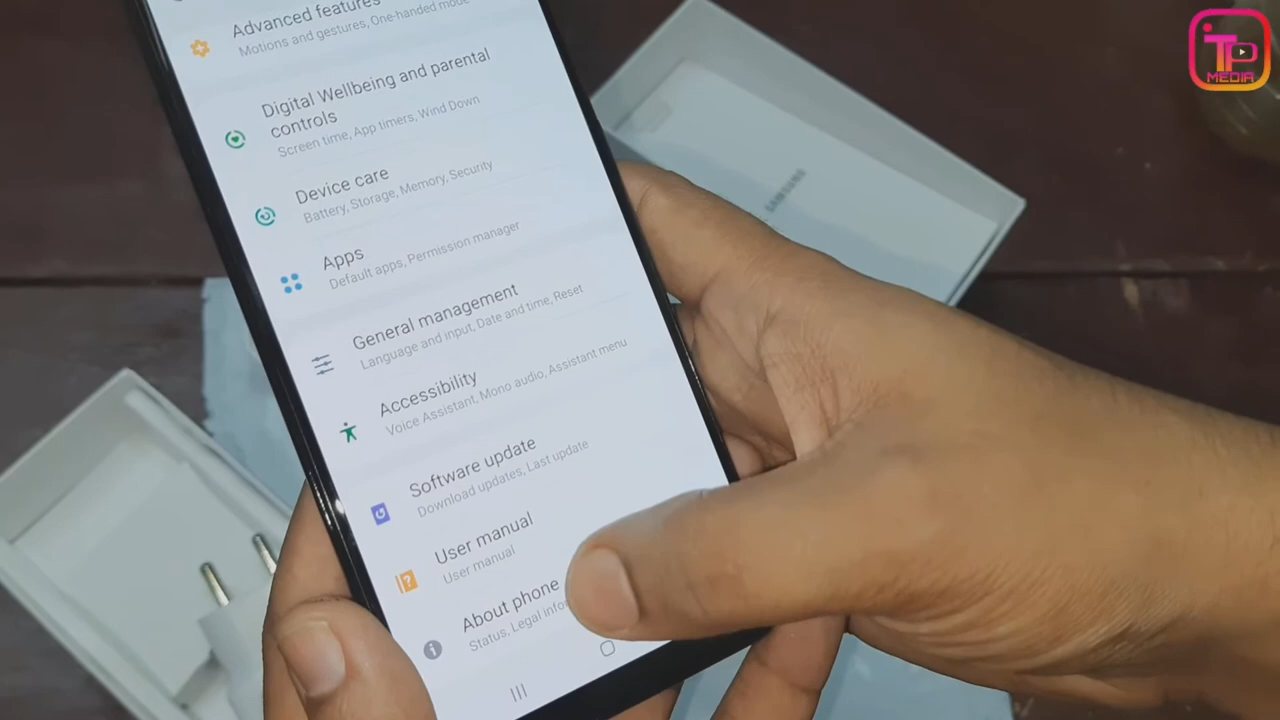 Advanced features
Motions and gestures, One-handed mode
Digital Wellbeing and parental
controls
Screen time, App timers, Wind Down
Device care
Battery, Storage, Memory, Security
Apps
Default apps, Permission manager
General management
Language and input, Date and time, Reset
Accessibility
Voice Assistant, Mono audio, Assistant menu
Software update
Download updates, Last update
User manual
User manual
About phone
Status, Legal info
SAMSUNG
iTP
MEDIA